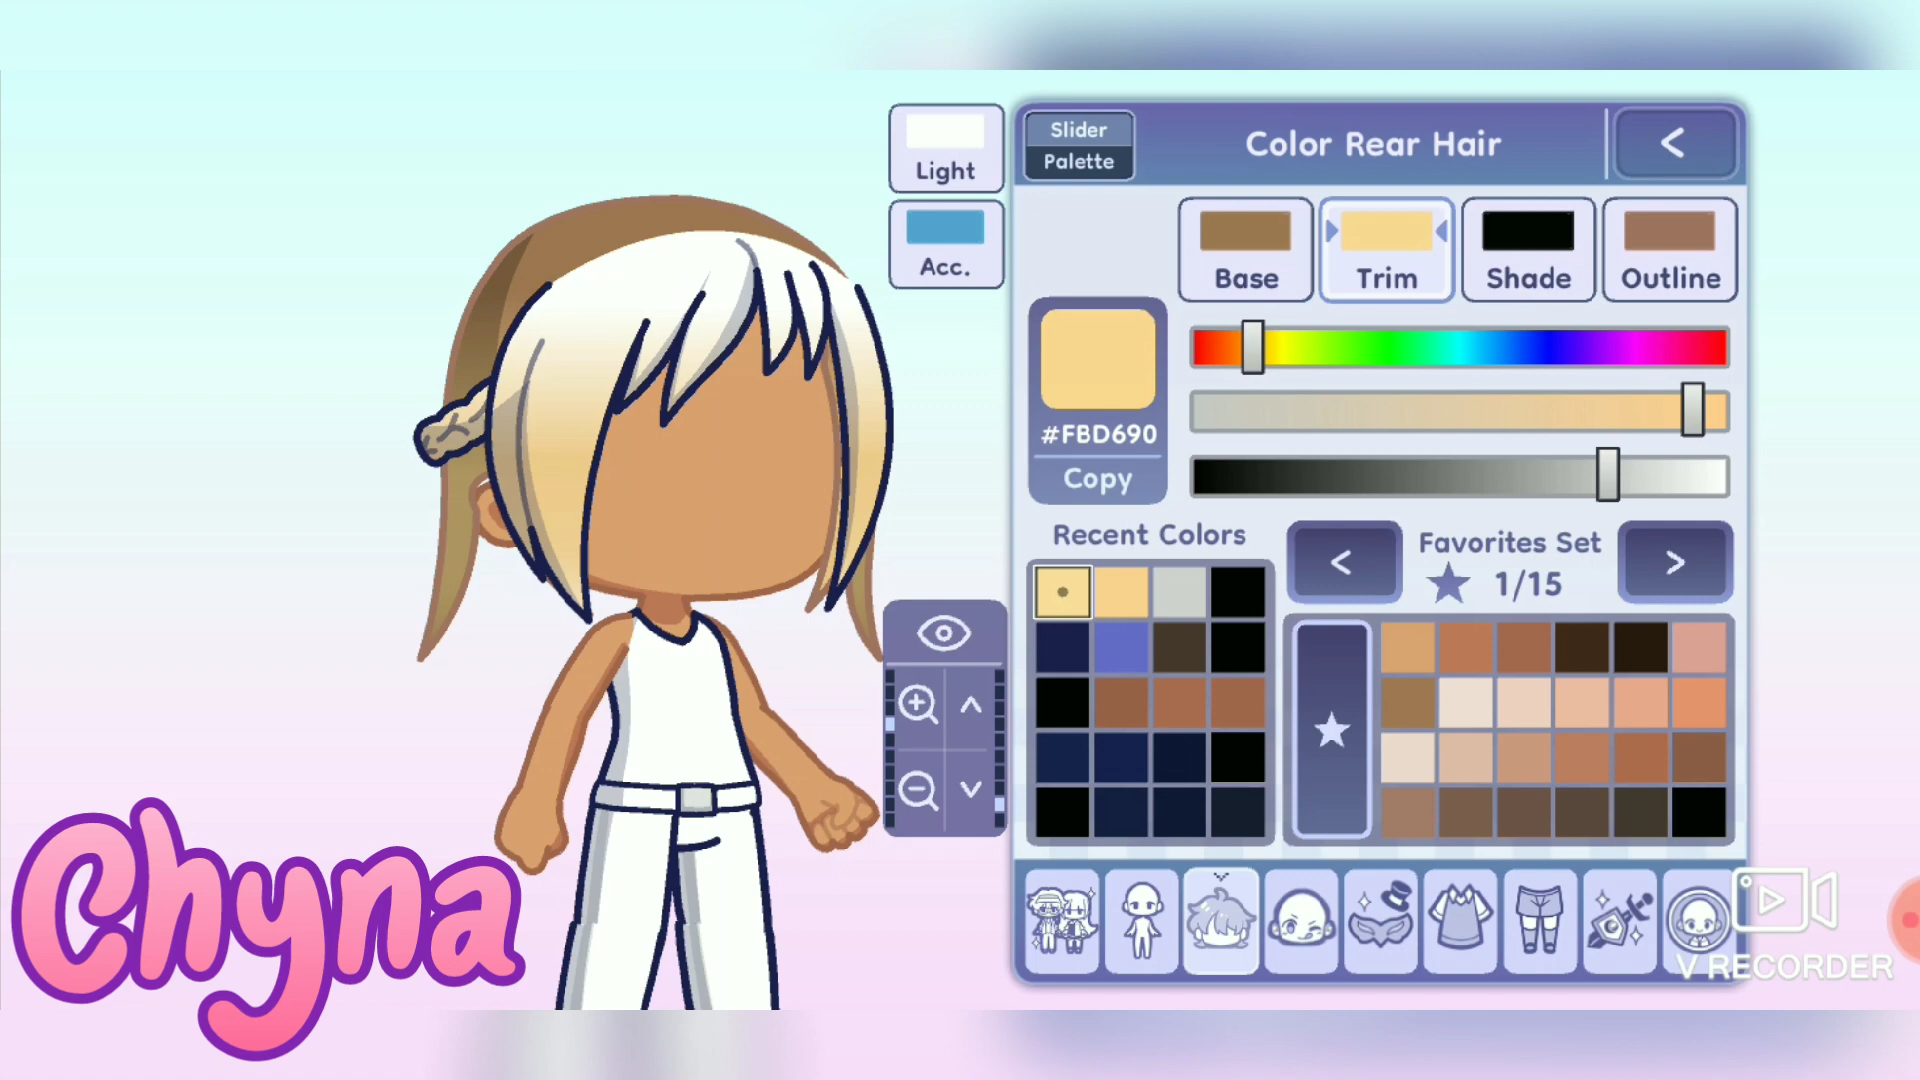 Slider
Palette
Color Rear Hair
<
Light
Acc.
Base
Trim
Shade
Outline
#FBD690
Copy
Recent Colors
<
Favorites Set
1/15
>
Chyna
V RECORDER